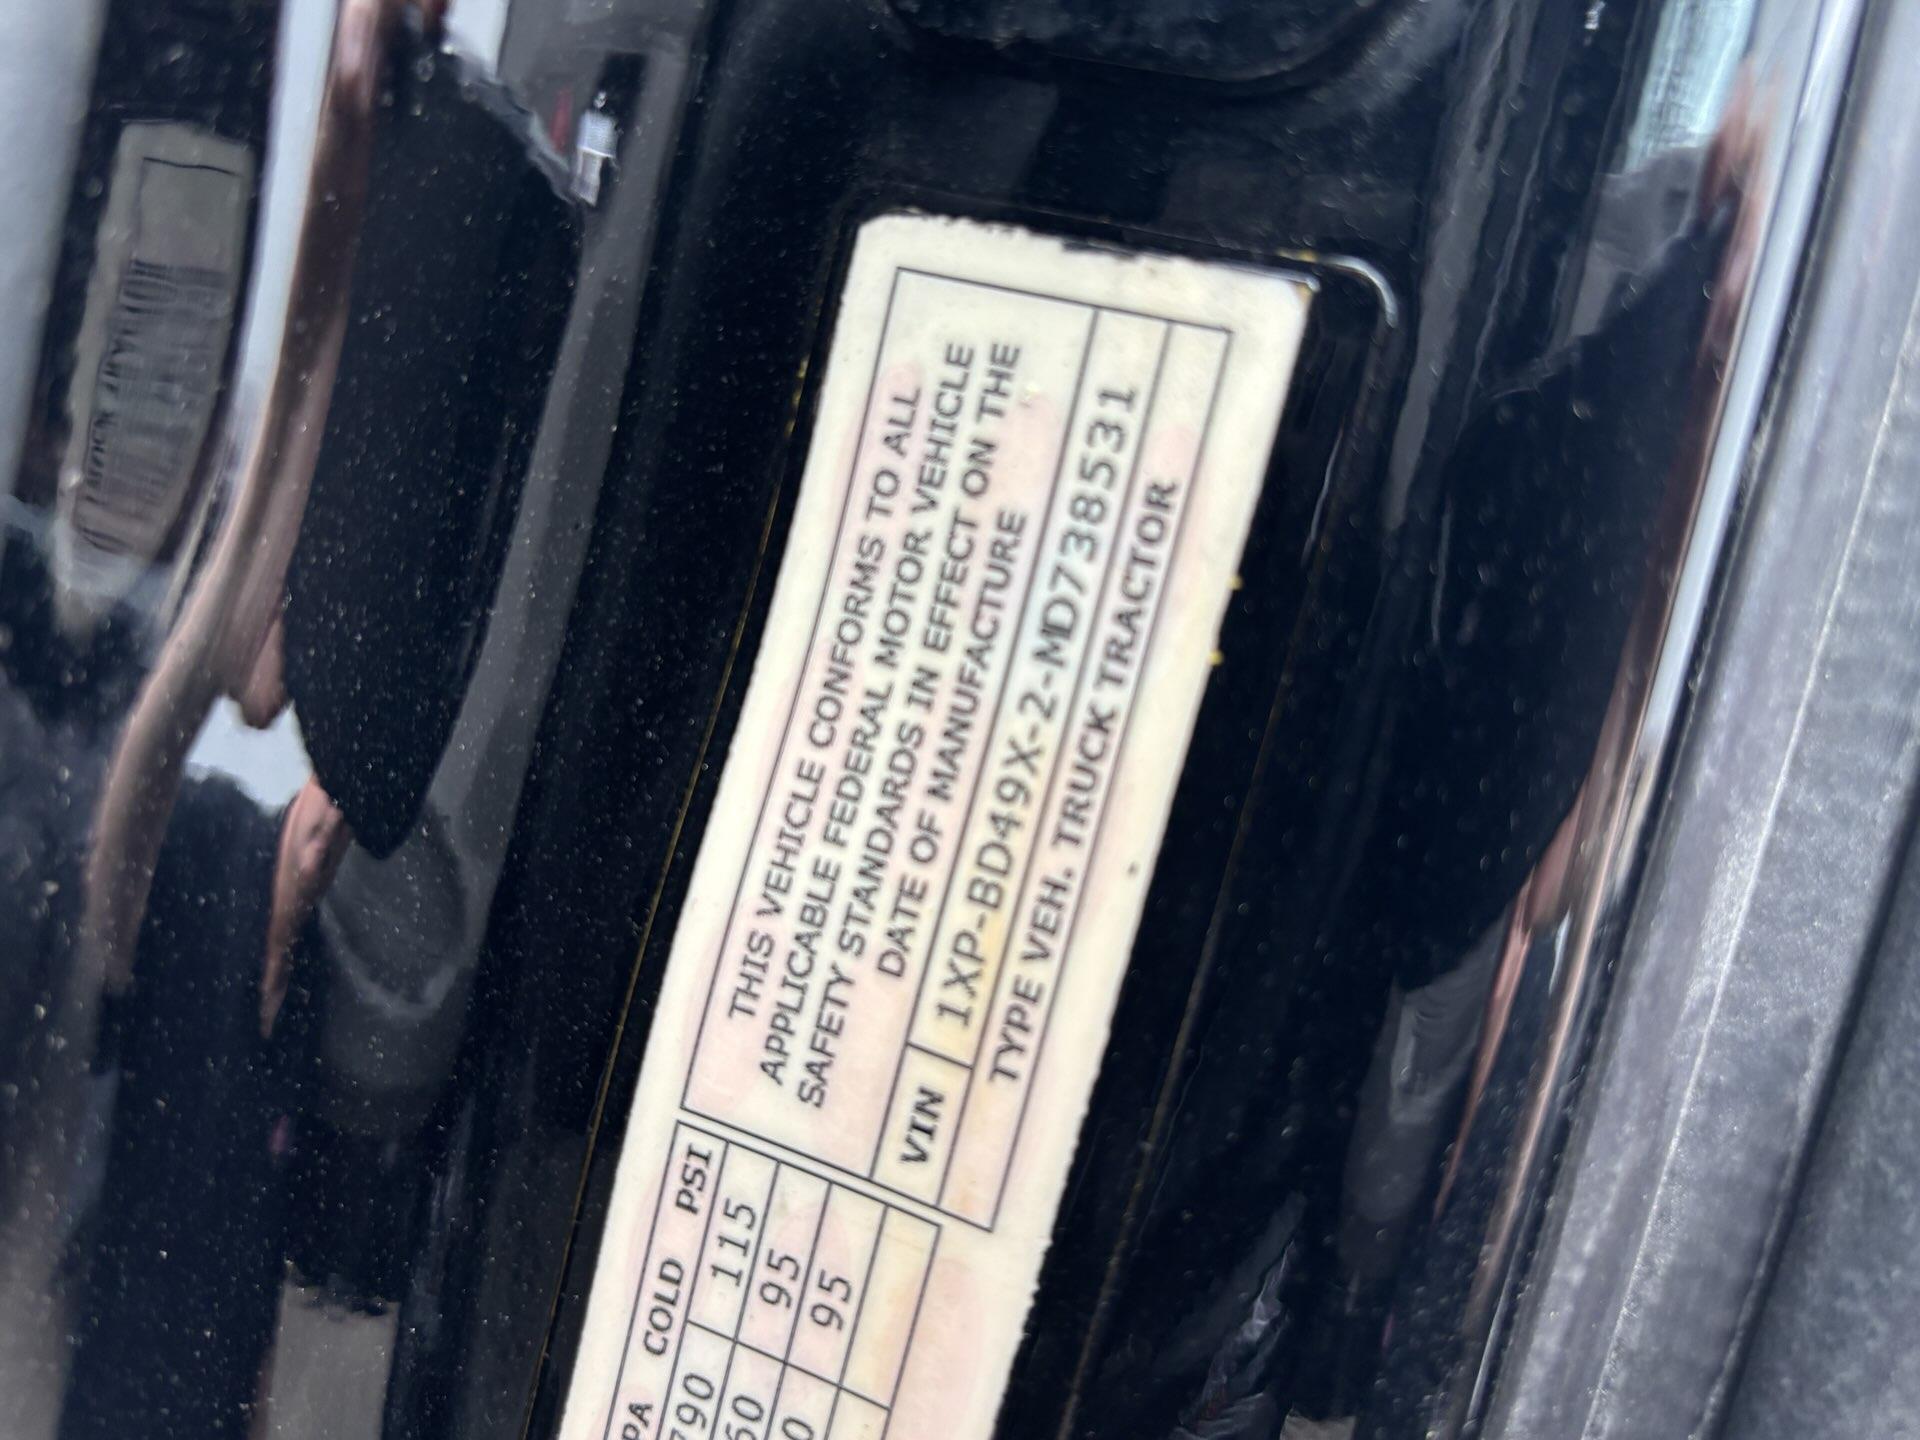 THIS VEHICLE CONFORMS TO ALL
APPLICABLE FEDERAL MOTOR VEHICLE
SAFETY STANDARDS IN EFFECT ON THE
DATE OF MANUFACTURE
VIN 1XP-BD49X-2-MD738531
TYPE VEH. TRUCK TRACTOR
COLD PSI
790 115
95
95